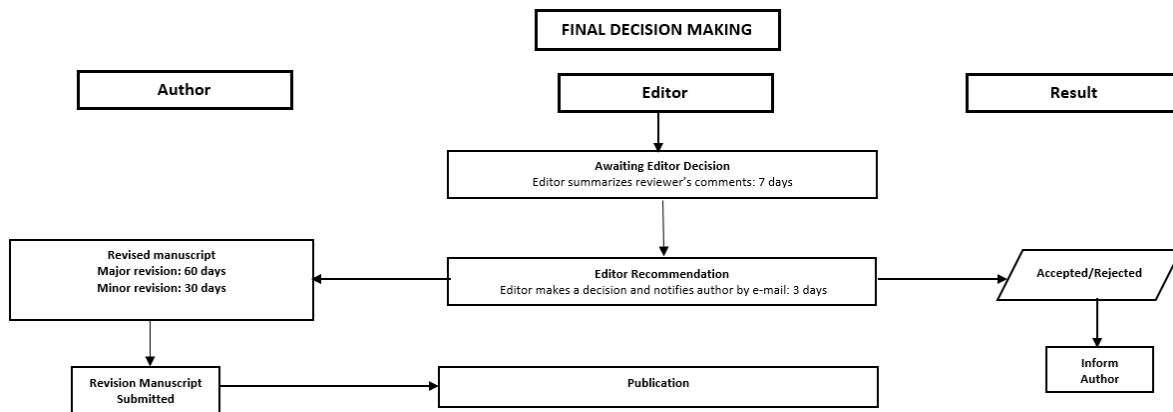 FINAL DECISION MAKING
Author
Editor
Result
Awaiting Editor Decision
Editor summarizes reviewer's comments: 7 days
Revised manuscript
Major revision: 60 days
Minor revision: 30 days
Editor Recommendation
Editor makes a decision and notifies author by e-mail: 3 days
Accepted/Rejected
Revision Manuscript
Submitted
Publication
Inform
Author